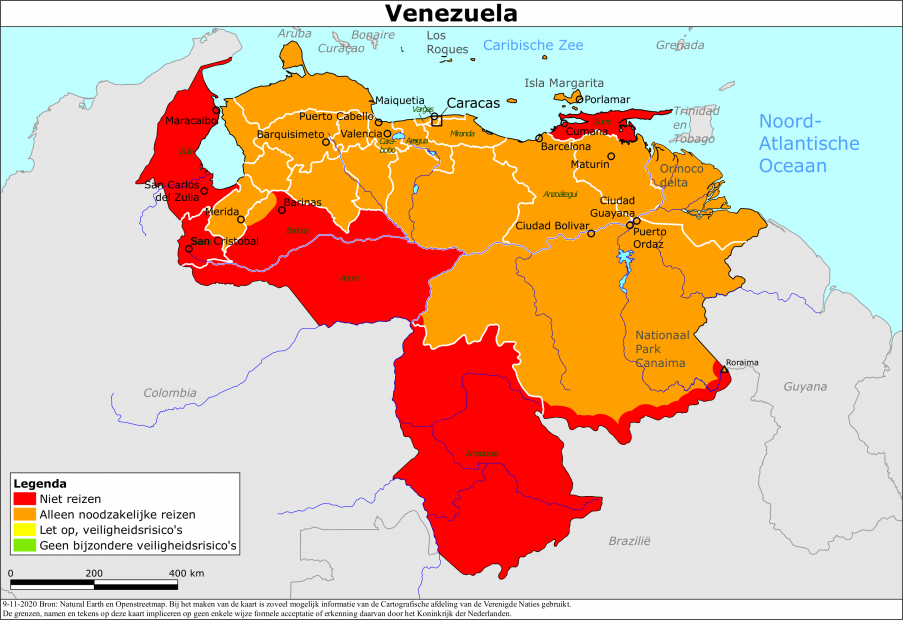 Venezuela
Aruba
Bonaire
Curaçao
Los
Roques
Caribische Zee
Grenada
Isla Margarita
Porlamar
Maiquetia
Caracas
Vargas
Puerto Cabello
Maracaibo
Barquisimeto
Valencia
Cara-
bobo
Aragua
Miranda
Sucre
Cumana
Trinidad
en
Tobago
Noord-
Atlantische
Oceaan
Barcelona
Maturin
Zulia
Orinoco
delta
San Carlos
del Zulia
Merida
Barinas
Anzoátegui
Ciudad
Guayana
Ciudad Bolivar
Puerto
Ordaz
San Cristobal
Barinas
Apure
Nationaal
Park
Canaima
Roraima
Colombia
Guyana
Amazonas
Brazilië
Legenda
Niet reizen
Alleen noodzakelijke reizen
Let op, veiligheidsrisico's
Geen bijzondere veiligheidsrisico's
0 200 400 km
9-11-2020 Bron: Natural Earth en Openstreetmap. Bij het maken van de kaart is zoveel mogelijk informatie van de Cartografische afdeling van de Verenigde Naties gebruikt.
De grenzen, namen en tekens op deze kaart impliceren op geen enkele wijze formele acceptatie of erkenning daarvan door het Koninkrijk der Nederlanden.